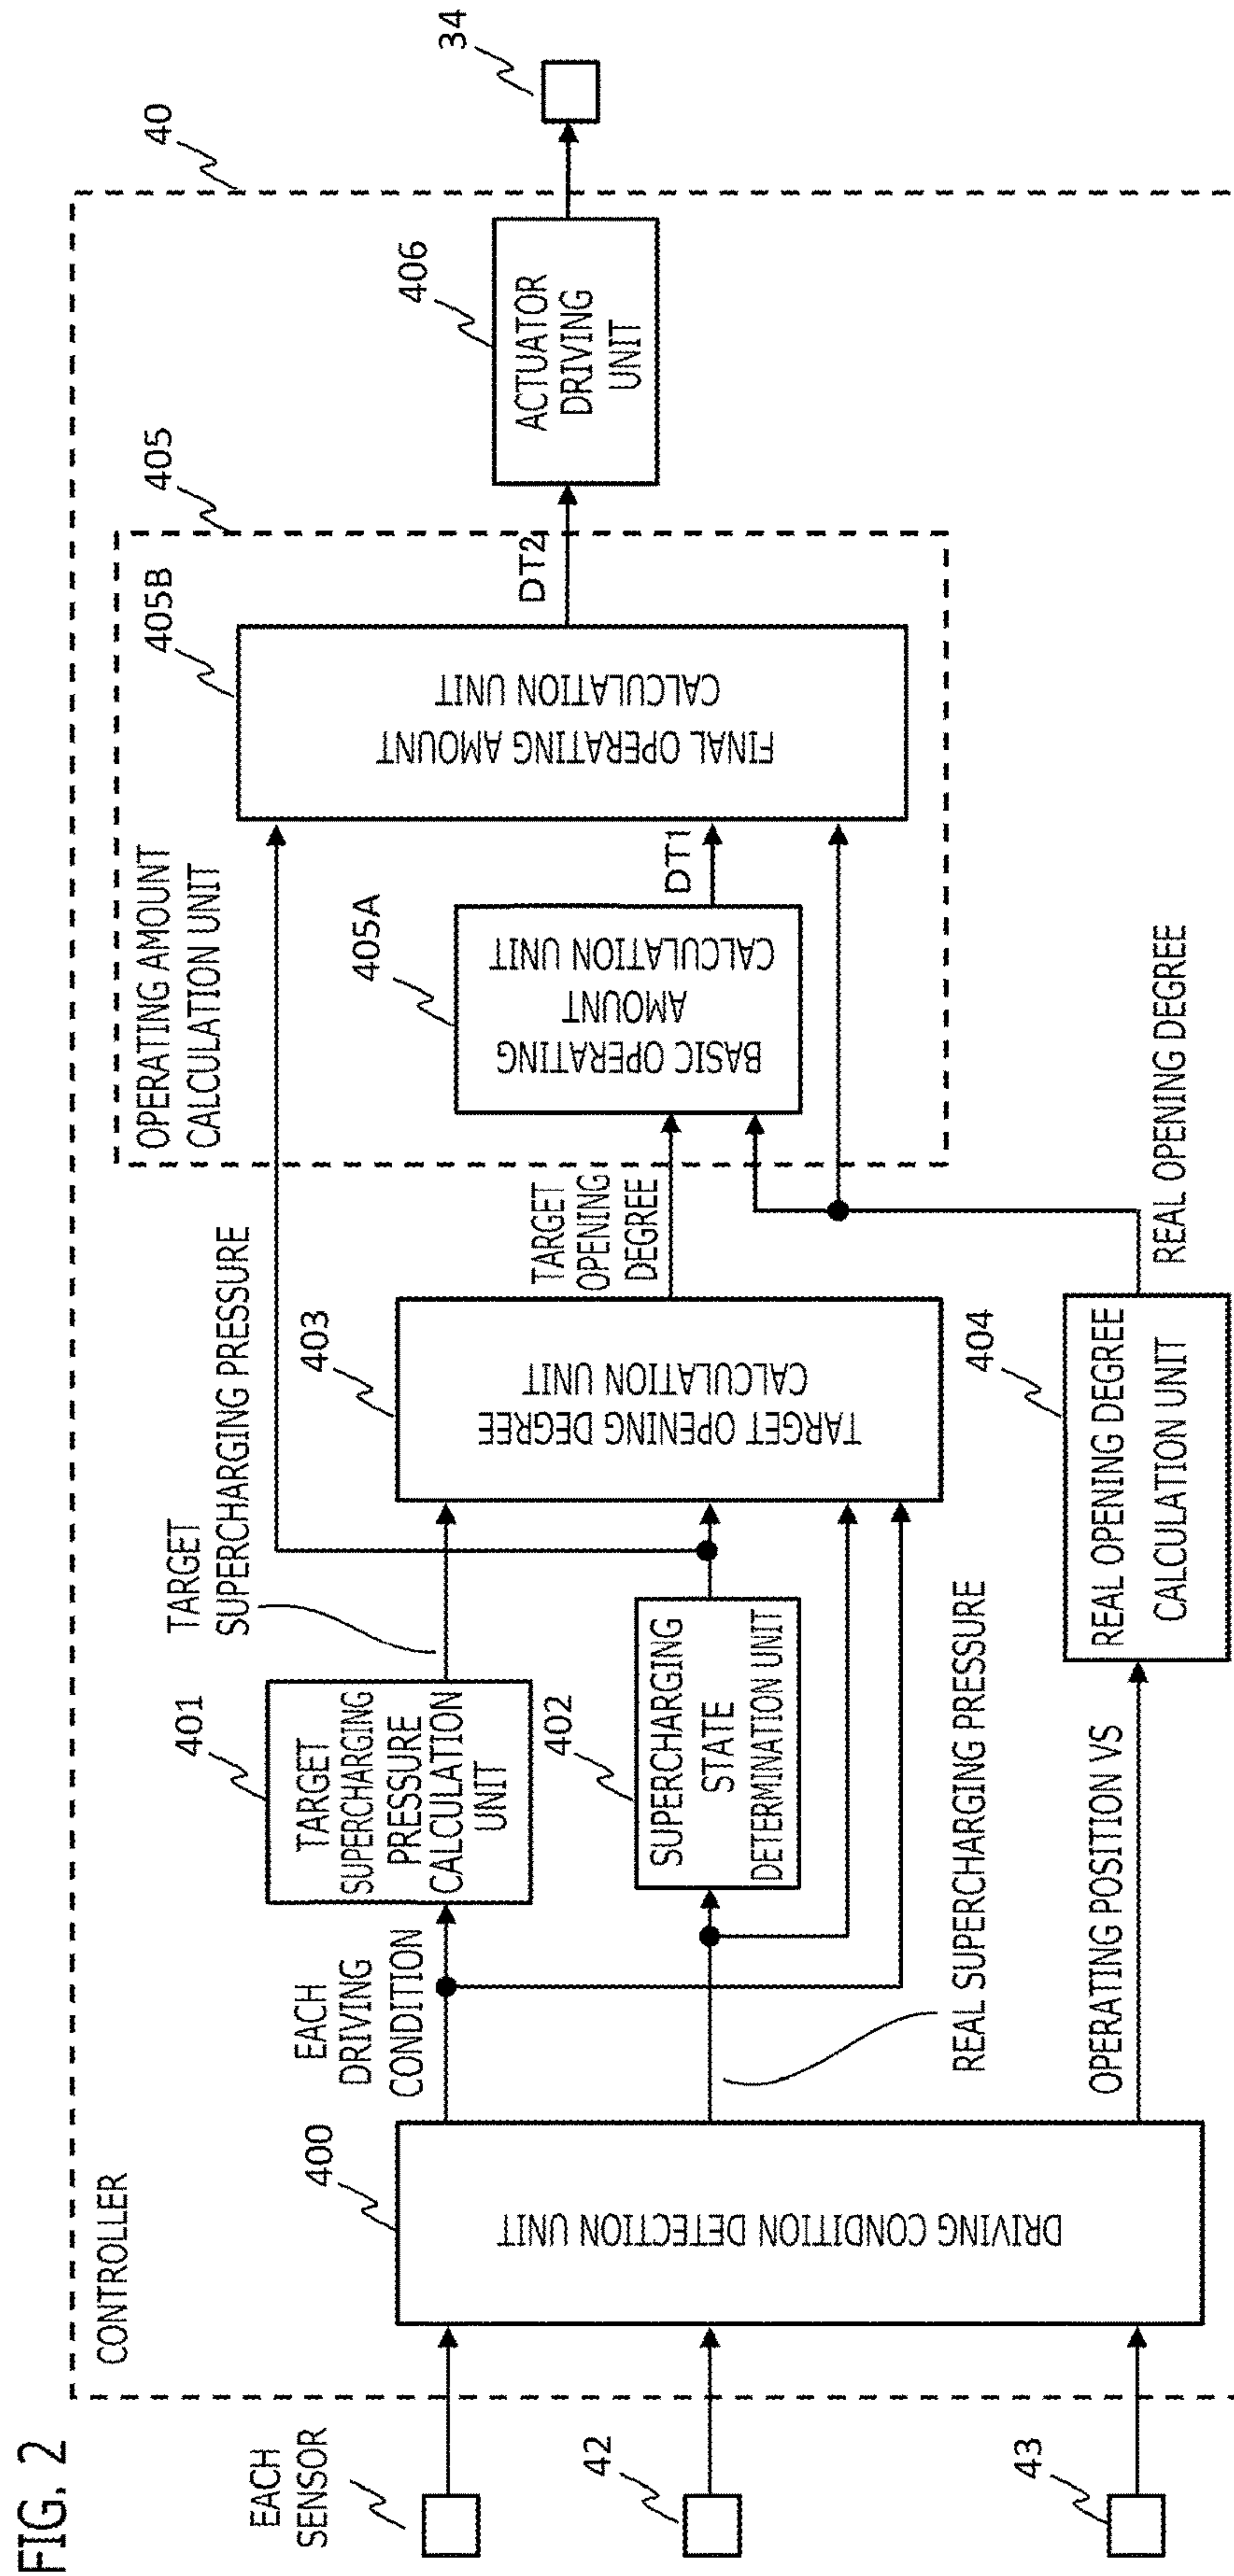 FIG. 2
CONTROLLER
40
EACH
SENSOR
42
43
400
DRIVING CONDITION DETECTION UNIT
EACH
DRIVING
CONDITION
REAL SUPERCHARGING PRESSURE
OPERATING POSITION VS
401
TARGET
SUPERCHARGING
PRESSURE
CALCULATION
UNIT
402
SUPERCHARGING
STATE
DETERMINATION UNIT
TARGET
SUPERCHARGING PRESSURE
403
TARGET OPENING DEGREE
CALCULATION UNIT
404
REAL OPENING DEGREE
CALCULATION UNIT
TARGET
OPENING
DEGREE
REAL OPENING DEGREE
OPERATING AMOUNT
CALCULATION UNIT
405
405A
BASIC OPERATING
AMOUNT
CALCULATION UNIT
DT1
405B
FINAL OPERATING AMOUNT
CALCULATION UNIT
DT2
406
ACTUATOR
DRIVING
UNIT
34